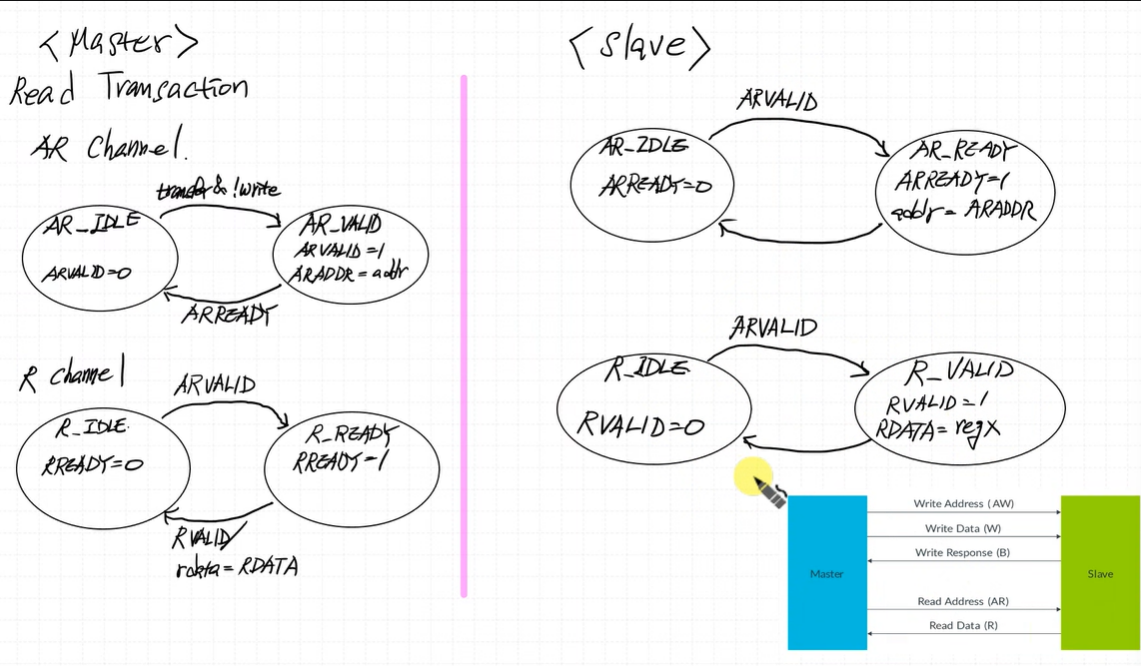 <Master>
Read Transaction
AR Channel.
transfer & !write
AR_IDLE
ARVALID=0
AR_VALID
ARVALID=1
ARADDR=addr
ARREADY
R channel
ARVALID
R_IDLE
RREADY=0
R_READY
RREADY=1
RVALID
rdata=RDATA
<Slave>
ARVALID
AR_IDLE
ARREADY=0
AR_READY
ARREADY=1
addr=ARADDR
ARVALID
R_IDLE
RVALID=0
R_VALID
RVALID=1
RDATA=regX
Master
Write Address (AW)
Write Data (W)
Write Response (B)
Read Address (AR)
Read Data (R)
Slave